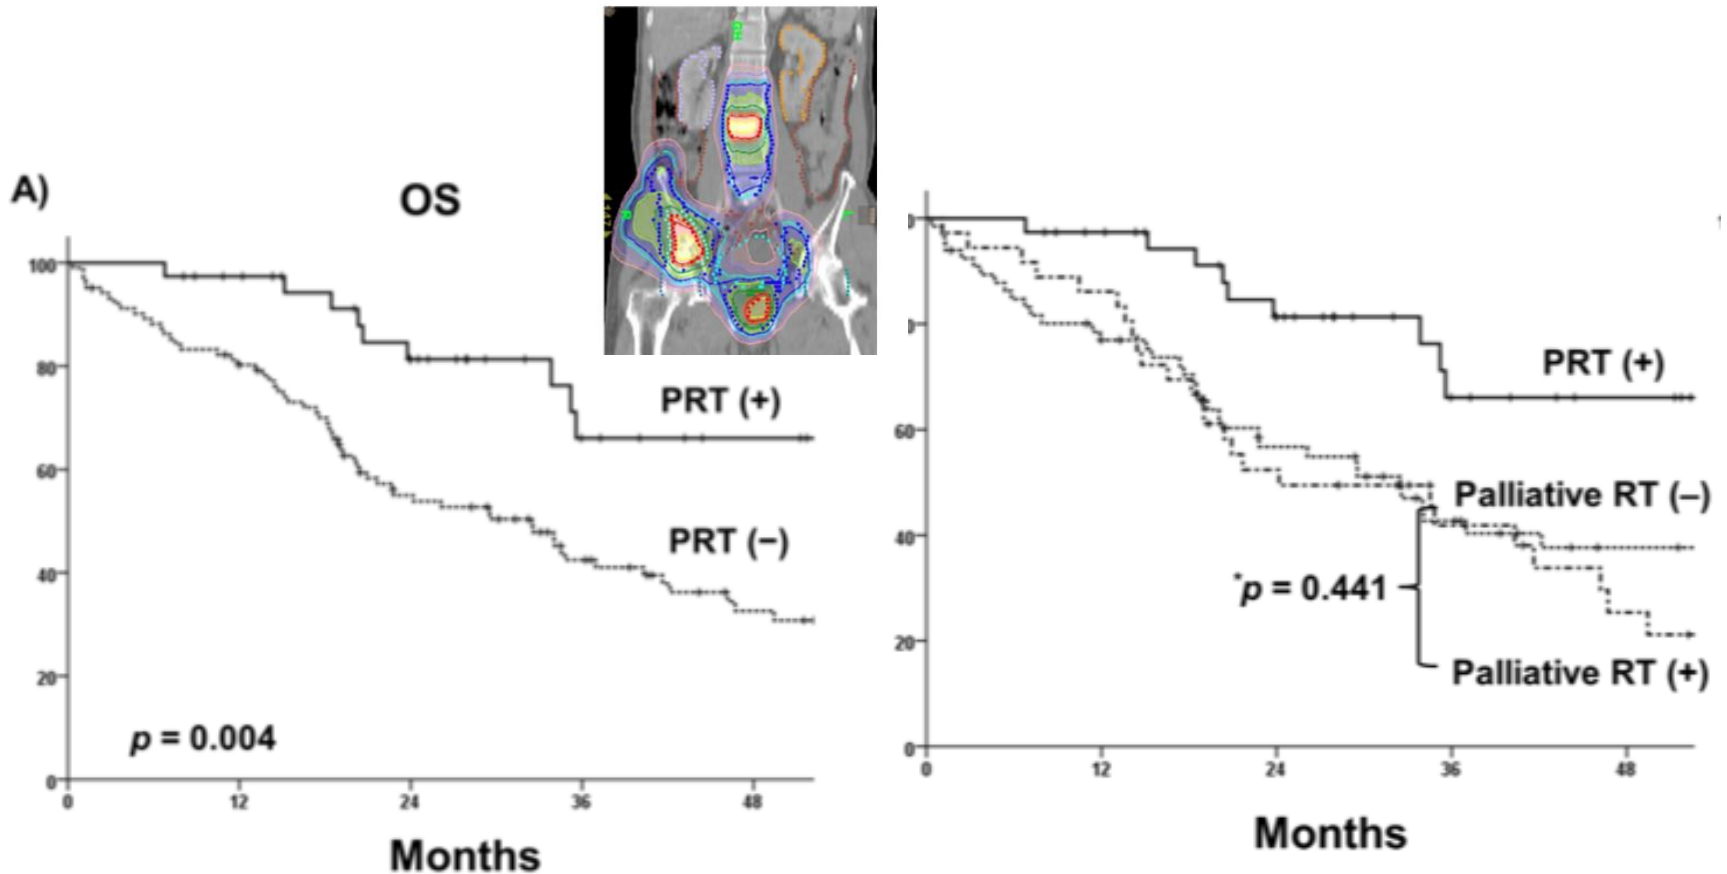 A)
OS
100
80
60
40
20
0
PRT (+)
PRT (−)
p = 0.004
0 12 24 36 48
Months
60
40
20
0
PRT (+)
Palliative RT (−)
*p = 0.441
Palliative RT (+)
0 12 24 36 48
Months